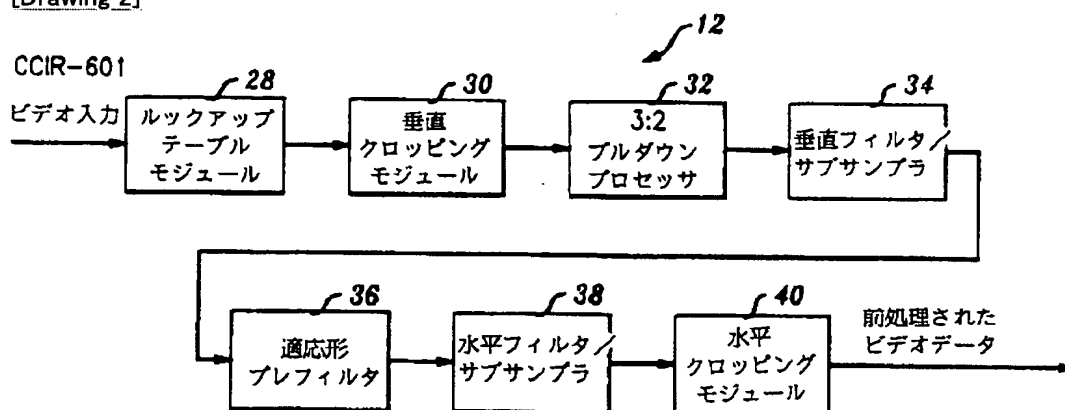 [Drawing 2]
12
CCIR-601
ビデオ入力
28
ルックアップ
テーブル
モジュール
30
垂直
クロッピング
モジュール
32
3:2
プルダウン
プロセッサ
34
垂直フィルタ/
サブサンプラ
36
適応形
プレフィルタ
38
水平フィルタ/
サブサンプラ
40
水平
クロッピング
モジュール
前処理された
ビデオデータ